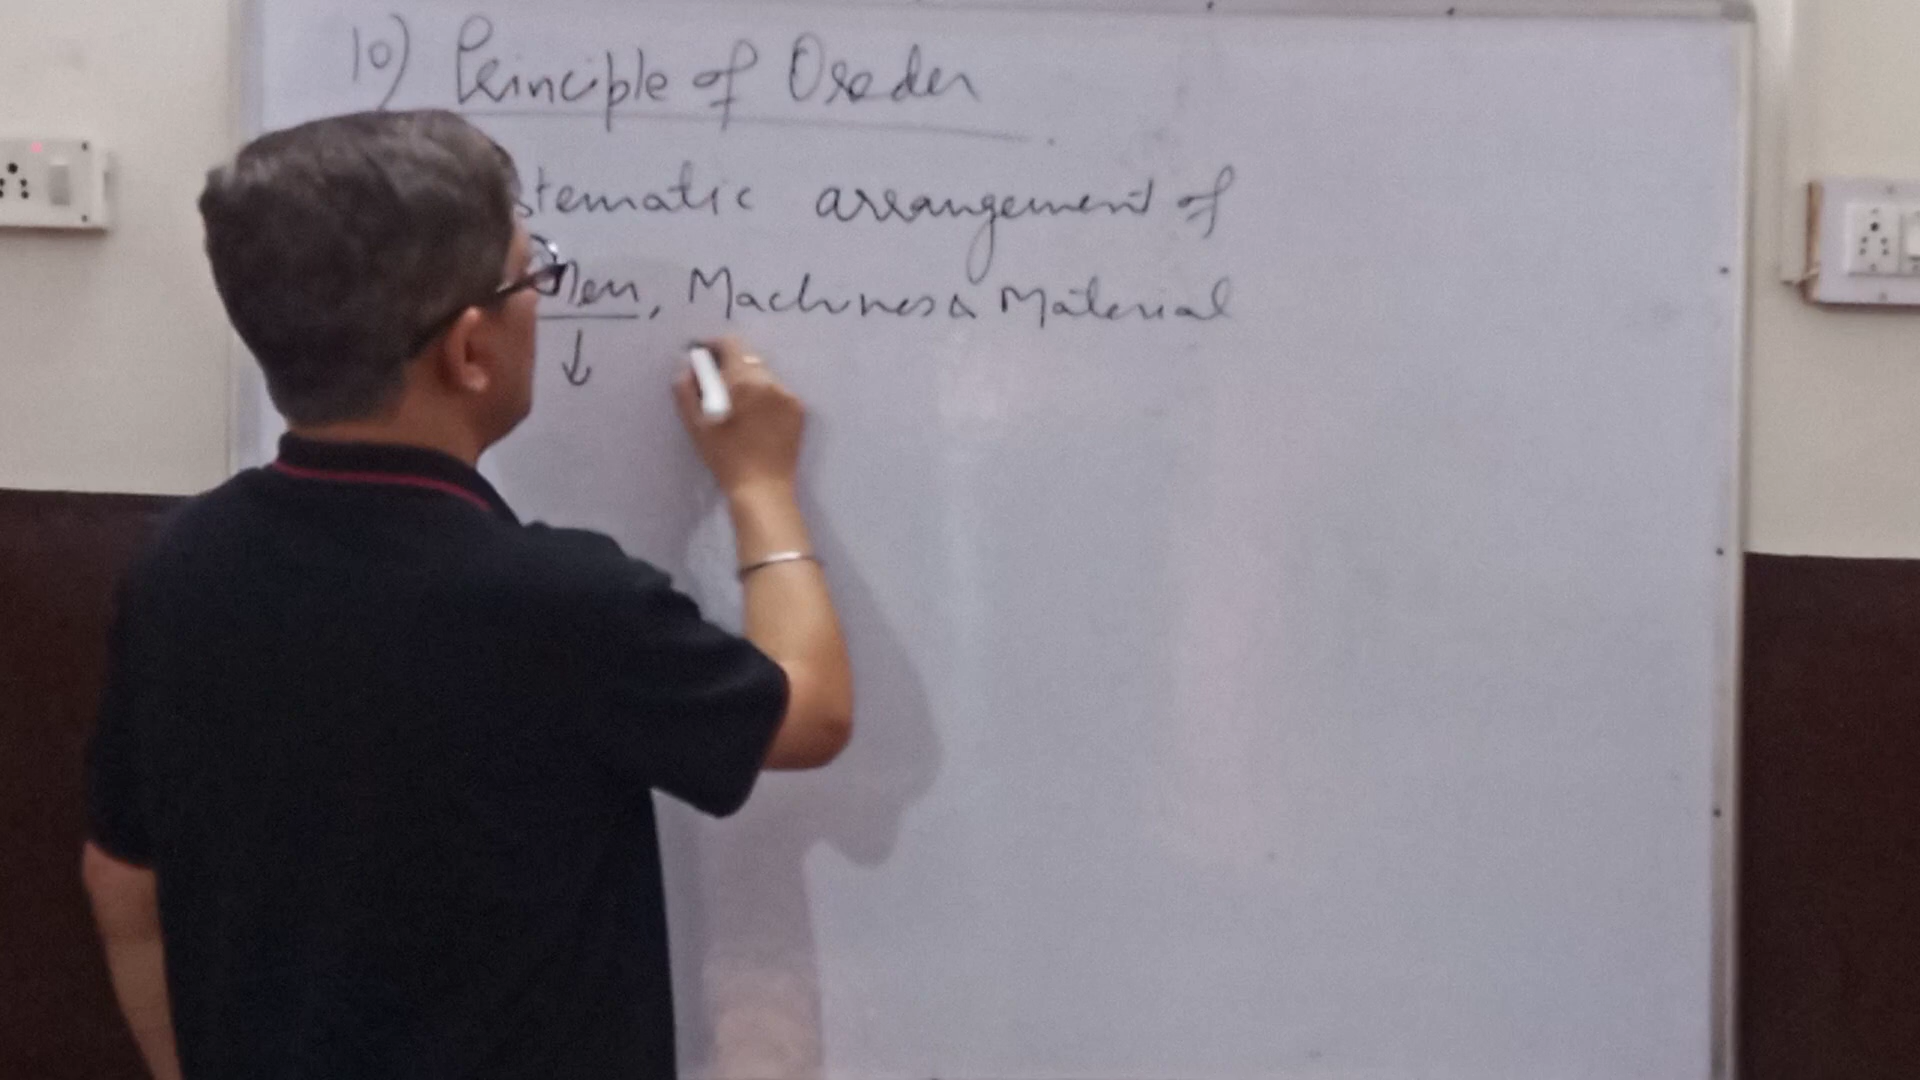 10) Principle of Order
stematic arrangement of
Men, Machines & Material